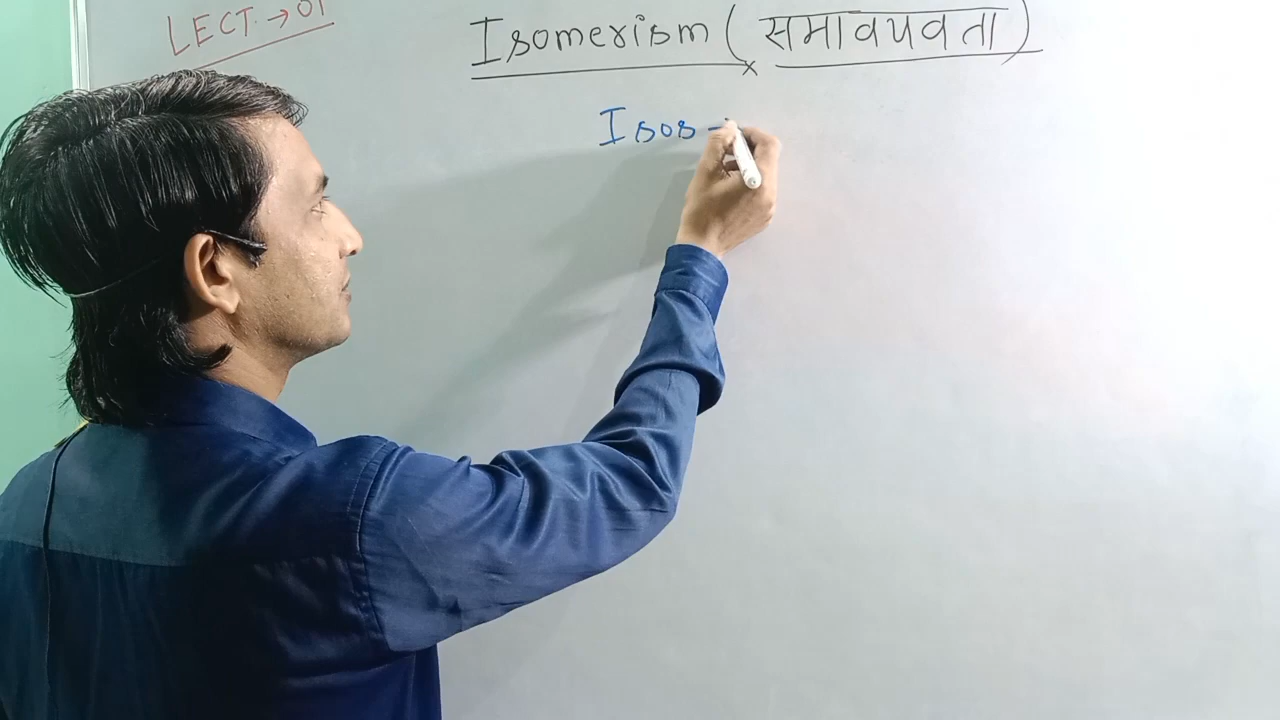 LECT. → 01
Isomerism ( समावयवता )
Isos -